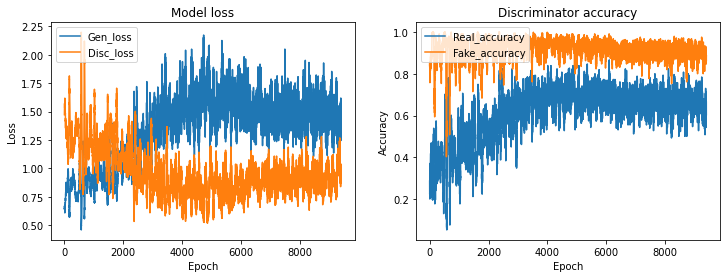 Model loss
Gen_loss
Disc_loss
2.25
2.00
1.75
1.50
1.25
1.00
0.75
0.50
Loss
0
2000
4000
6000
8000
Epoch
Discriminator accuracy
Real_accuracy
Fake_accuracy
1.0
0.8
0.6
0.4
0.2
Accuracy
0
2000
4000
6000
8000
Epoch